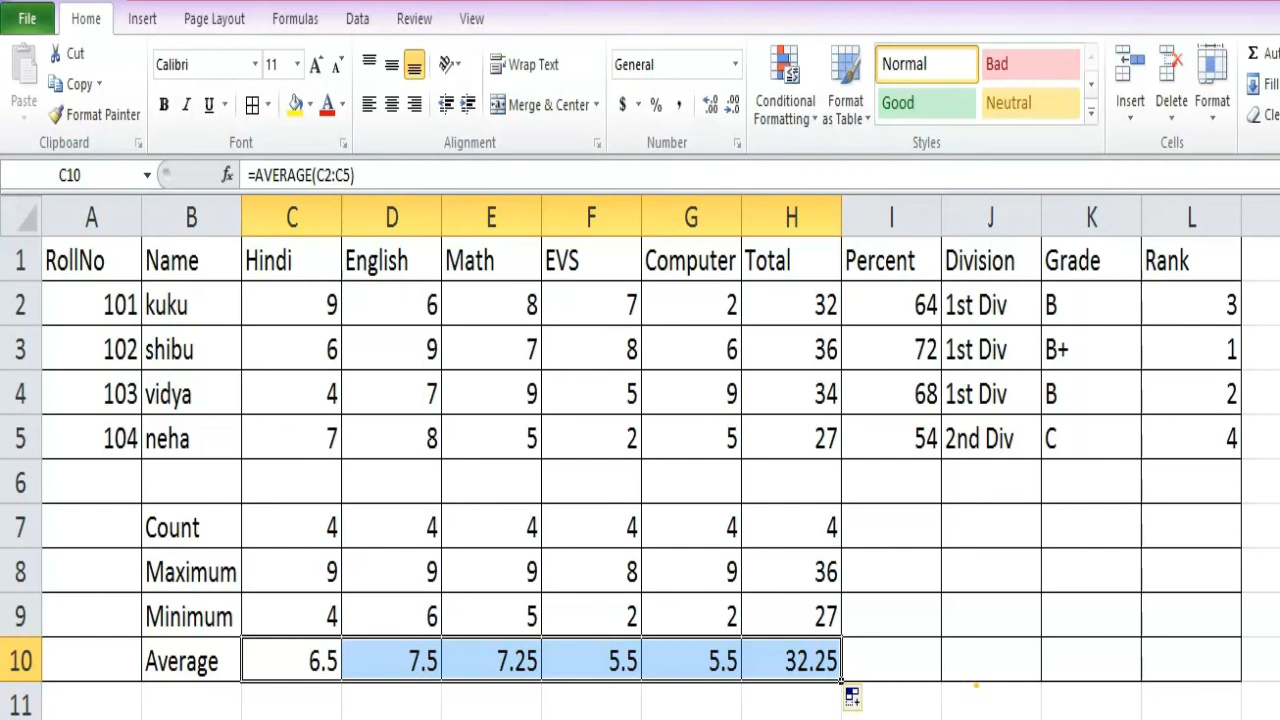 File Home Insert Page Layout Formulas Data Review View
Cut
Copy
Format Painter
Paste
Clipboard
Calibri 11 A A
B I U A
Font
Wrap Text
Merge & Center
Alignment
General
$ % , .0 .00 .00 .0
Number
Conditional Formatting
Format as Table
Normal Bad
Good Neutral
Styles
Insert Delete Format
Cells
Σ
Fill
C10 fx =AVERAGE(C2:C5)
A B C D E F G H I J K L
1 RollNo Name Hindi English Math EVS Computer Total Percent Division Grade Rank
2 101 kuku 9 6 8 7 2 32 64 1st Div B 3
3 102 shibu 6 9 7 8 6 36 72 1st Div B+ 1
4 103 vidya 4 7 9 5 9 34 68 1st Div B 2
5 104 neha 7 8 5 2 5 27 54 2nd Div C 4
6
7 Count 4 4 4 4 4 4
8 Maximum 9 9 9 8 9 36
9 Minimum 4 6 5 2 2 27
10 Average 6.5 7.5 7.25 5.5 5.5 32.25
11